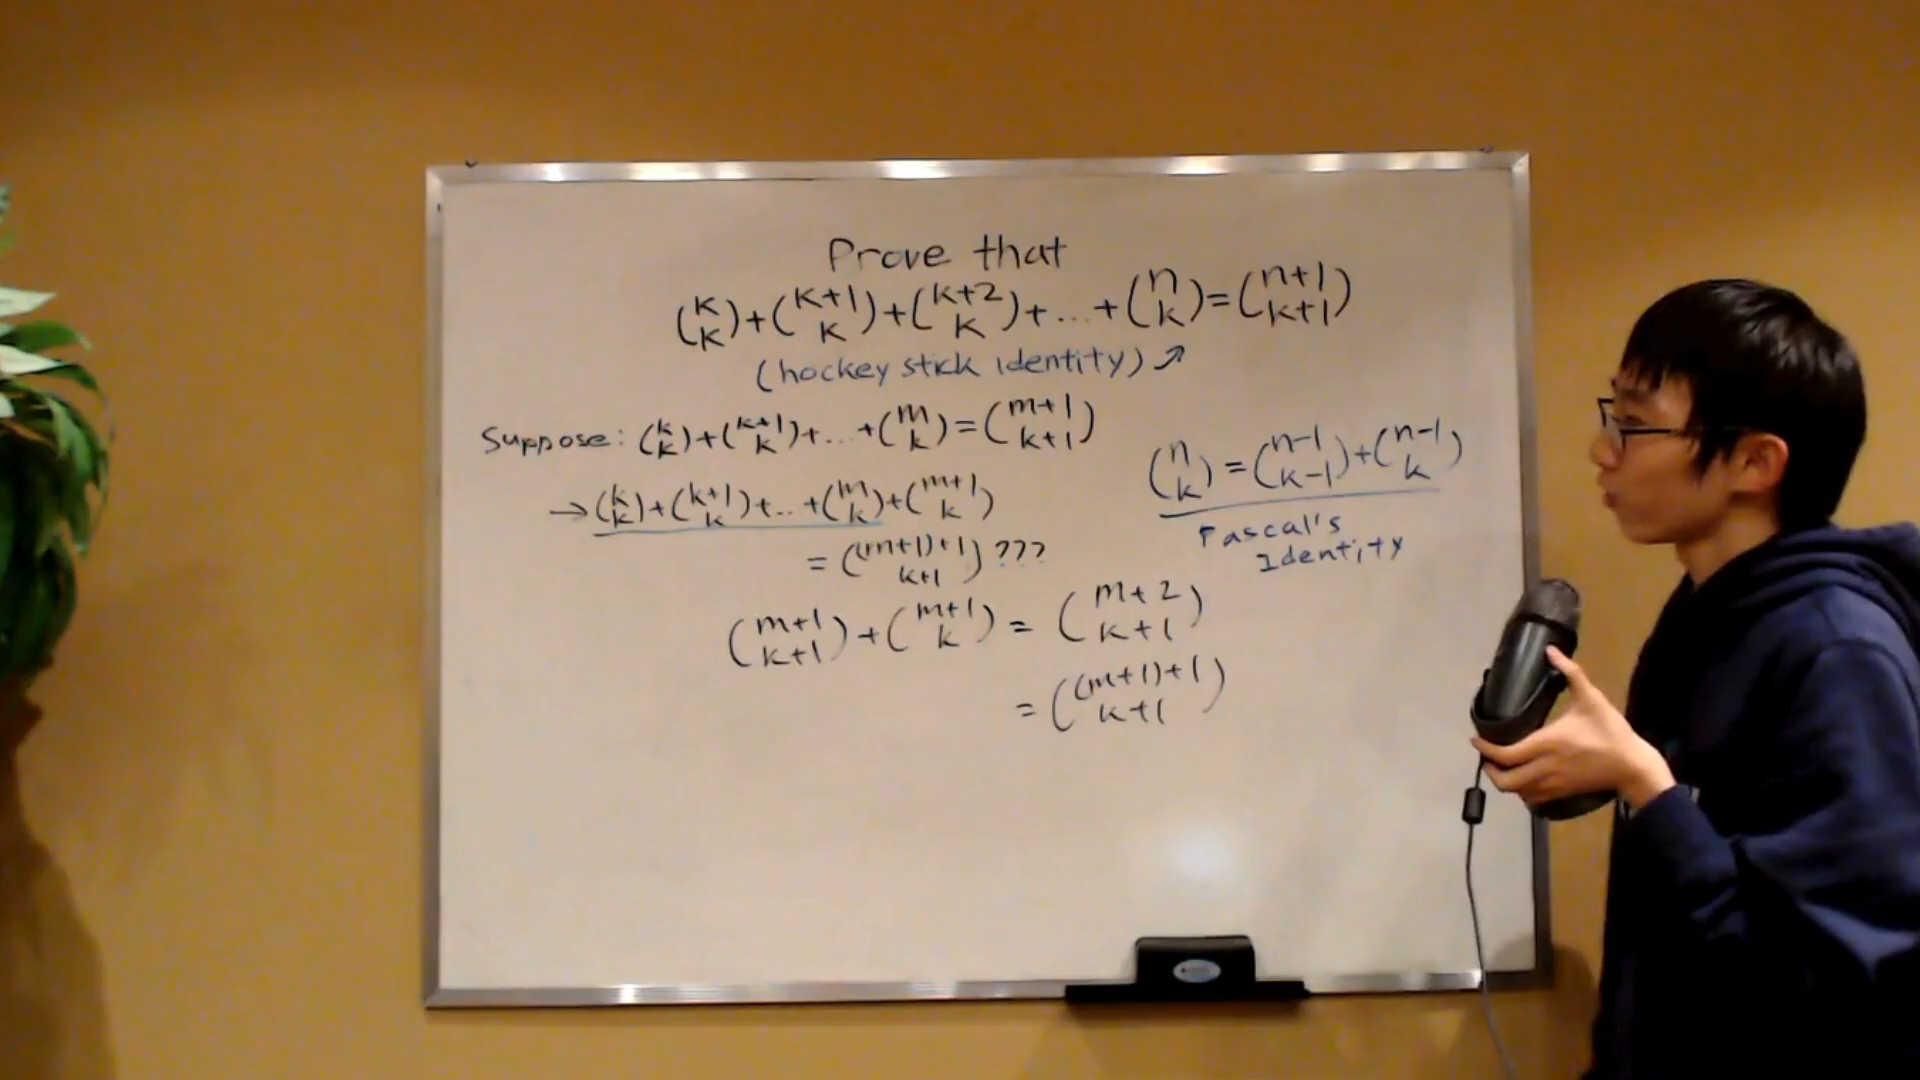 Prove that
(k k)+(k+1 k)+(k+2 k)+...+(n k)=(n+1 k+1)
(hockey stick identity)↗
Suppose: (k k)+(k+1 k)+...+(m k)=(m+1 k+1)
→(k k)+(k+1 k)+...+(m k)+(m+1 k)
=((m+1)+1 k+1)???
(m+1 k+1)+(m+1 k)=(m+2 k+1)
=((m+1)+1 k+1)
(n k)=(n-1 k-1)+(n-1 k)
Pascal's
Identity